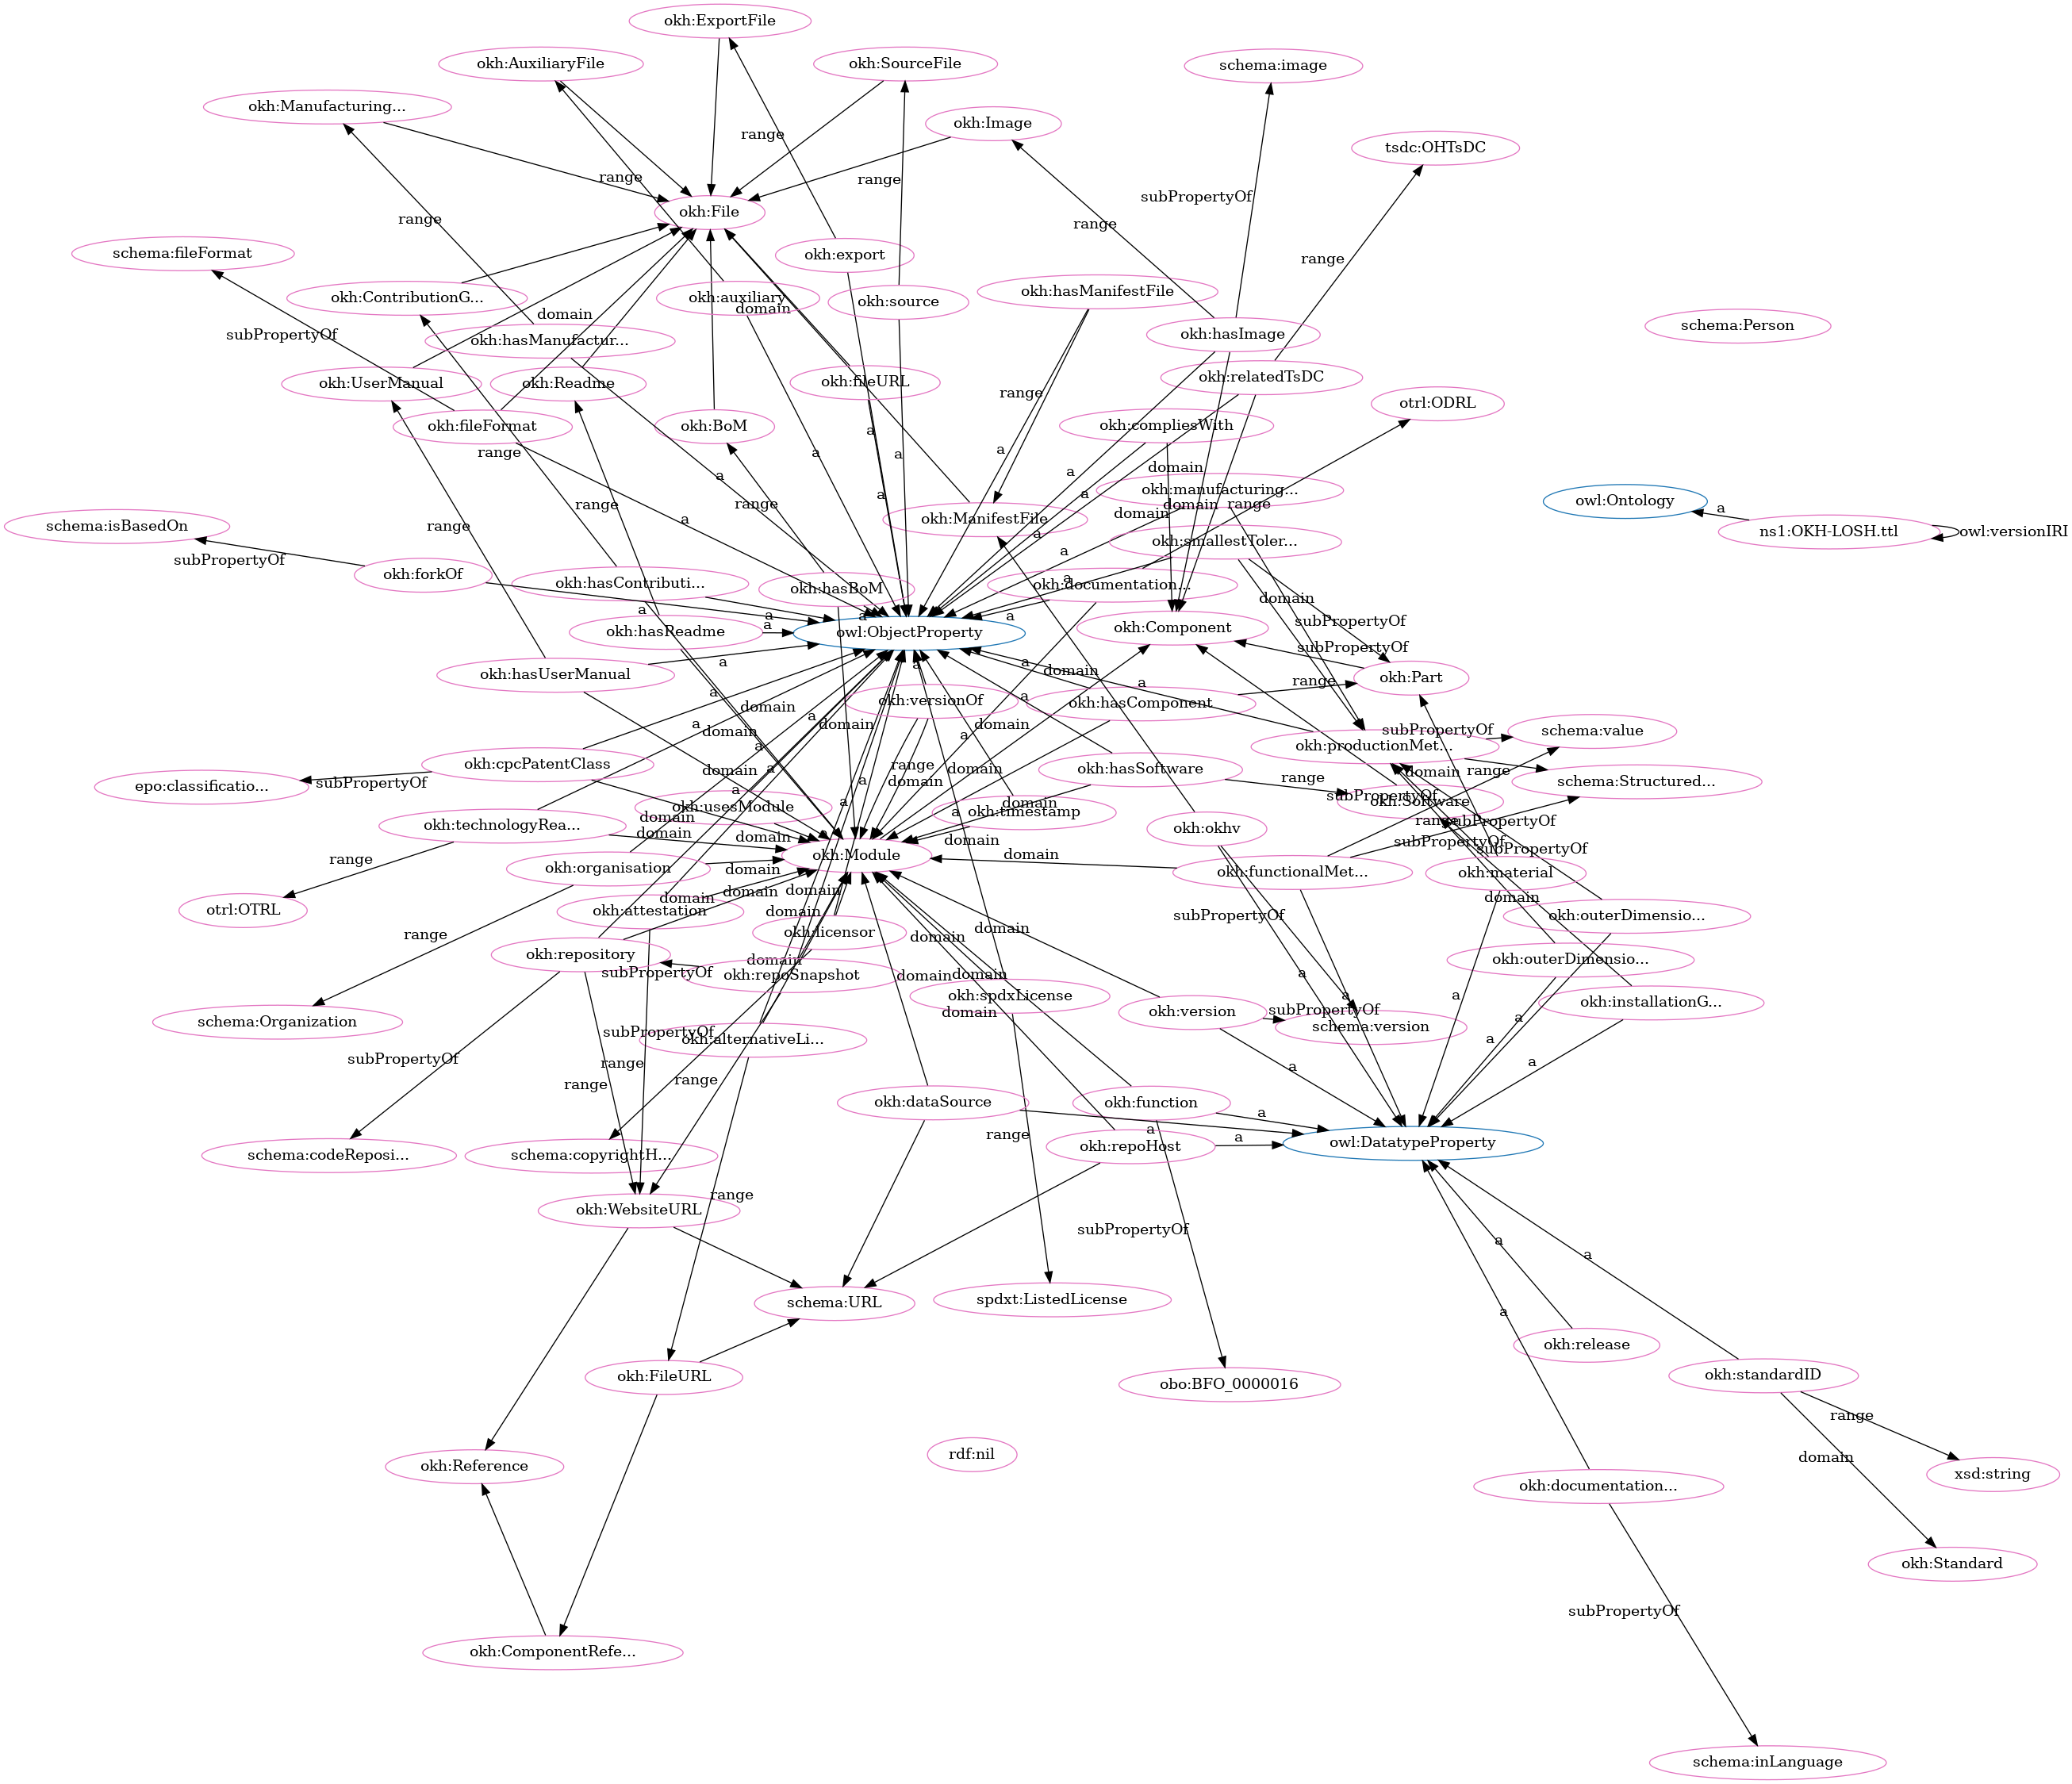 okh:ExportFile
okh:AuxiliaryFile
okh:SourceFile
schema:image
okh:Manufacturing...
okh:Image
range
tsdc:OHTsDC
range
range
subPropertyOf
okh:File
range
range
schema:fileFormat
okh:export
range
okh:ContributionG...
okh:auxiliary
okh:source
okh:hasManifestFile
domain
domain
schema:Person
subPropertyOf
okh:hasManufactur...
okh:hasImage
okh:UserManual
okh:Readme
okh:fileURL
okh:relatedTsDC
range
otrl:ODRL
okh:fileFormat
okh:BoM
okh:compliesWith
a
range
a
a
a
domain
a
a
okh:manufacturing...
a
a
range
domain
range
domain
owl:Ontology
a
schema:isBasedOn
range
a
okh:ManifestFile
a
okh:smallestToler...
ns1:OKH-LOSH.ttl
owl:versionIRI
subPropertyOf
a
okh:forkOf
okh:hasContributi...
okh:hasBoM
okh:documentation...
a
domain
a
a
a
a
subPropertyOf
okh:hasReadme
a
owl:ObjectProperty
okh:Component
subPropertyOf
okh:hasUserManual
a
a
a
domain
okh:Part
a
range
a
domain
okh:versionOf
a
okh:hasComponent
a
a
domain
domain
subPropertyOf
schema:value
domain
a
a
okh:productionMet...
okh:cpcPatentClass
domain
a
range
domain
okh:hasSoftware
domain
range
epo:classificatio...
subPropertyOf
a
a
domain
range
schema:Structured...
okh:usesModule
a
domain
okh:timestamp
a
subPropertyOf
okh:Software
okh:technologyRea...
domain
domain
domain
domain
okh:okhv
range
subPropertyOf
range
okh:Module
domain
subPropertyOf
subPropertyOf
okh:organisation
domain
okh:functionalMet...
okh:material
domain
domain
domain
domain
otrl:OTRL
okh:attestation
domain
subPropertyOf
okh:outerDimensio...
range
okh:licensor
domain
domain
okh:repository
domain
okh:outerDimensio...
subPropertyOf
okh:repoSnapshot
domain
domain
a
okh:spdxLicense
a
a
okh:installationG...
schema:Organization
domain
okh:version
subPropertyOf
a
subPropertyOf
okh:alternativeLi...
schema:version
a
subPropertyOf
range
a
a
range
range
okh:dataSource
okh:function
a
range
a
a
schema:codeReposi...
schema:copyrightH...
okh:repoHost
owl:DatatypeProperty
range
okh:WebsiteURL
subPropertyOf
a
a
schema:URL
spdxt:ListedLicense
a
okh:release
okh:FileURL
obo:BFO_0000016
okh:standardID
range
rdf:nil
domain
okh:Reference
xsd:string
okh:documentation...
okh:Standard
subPropertyOf
okh:ComponentRefe...
schema:inLanguage